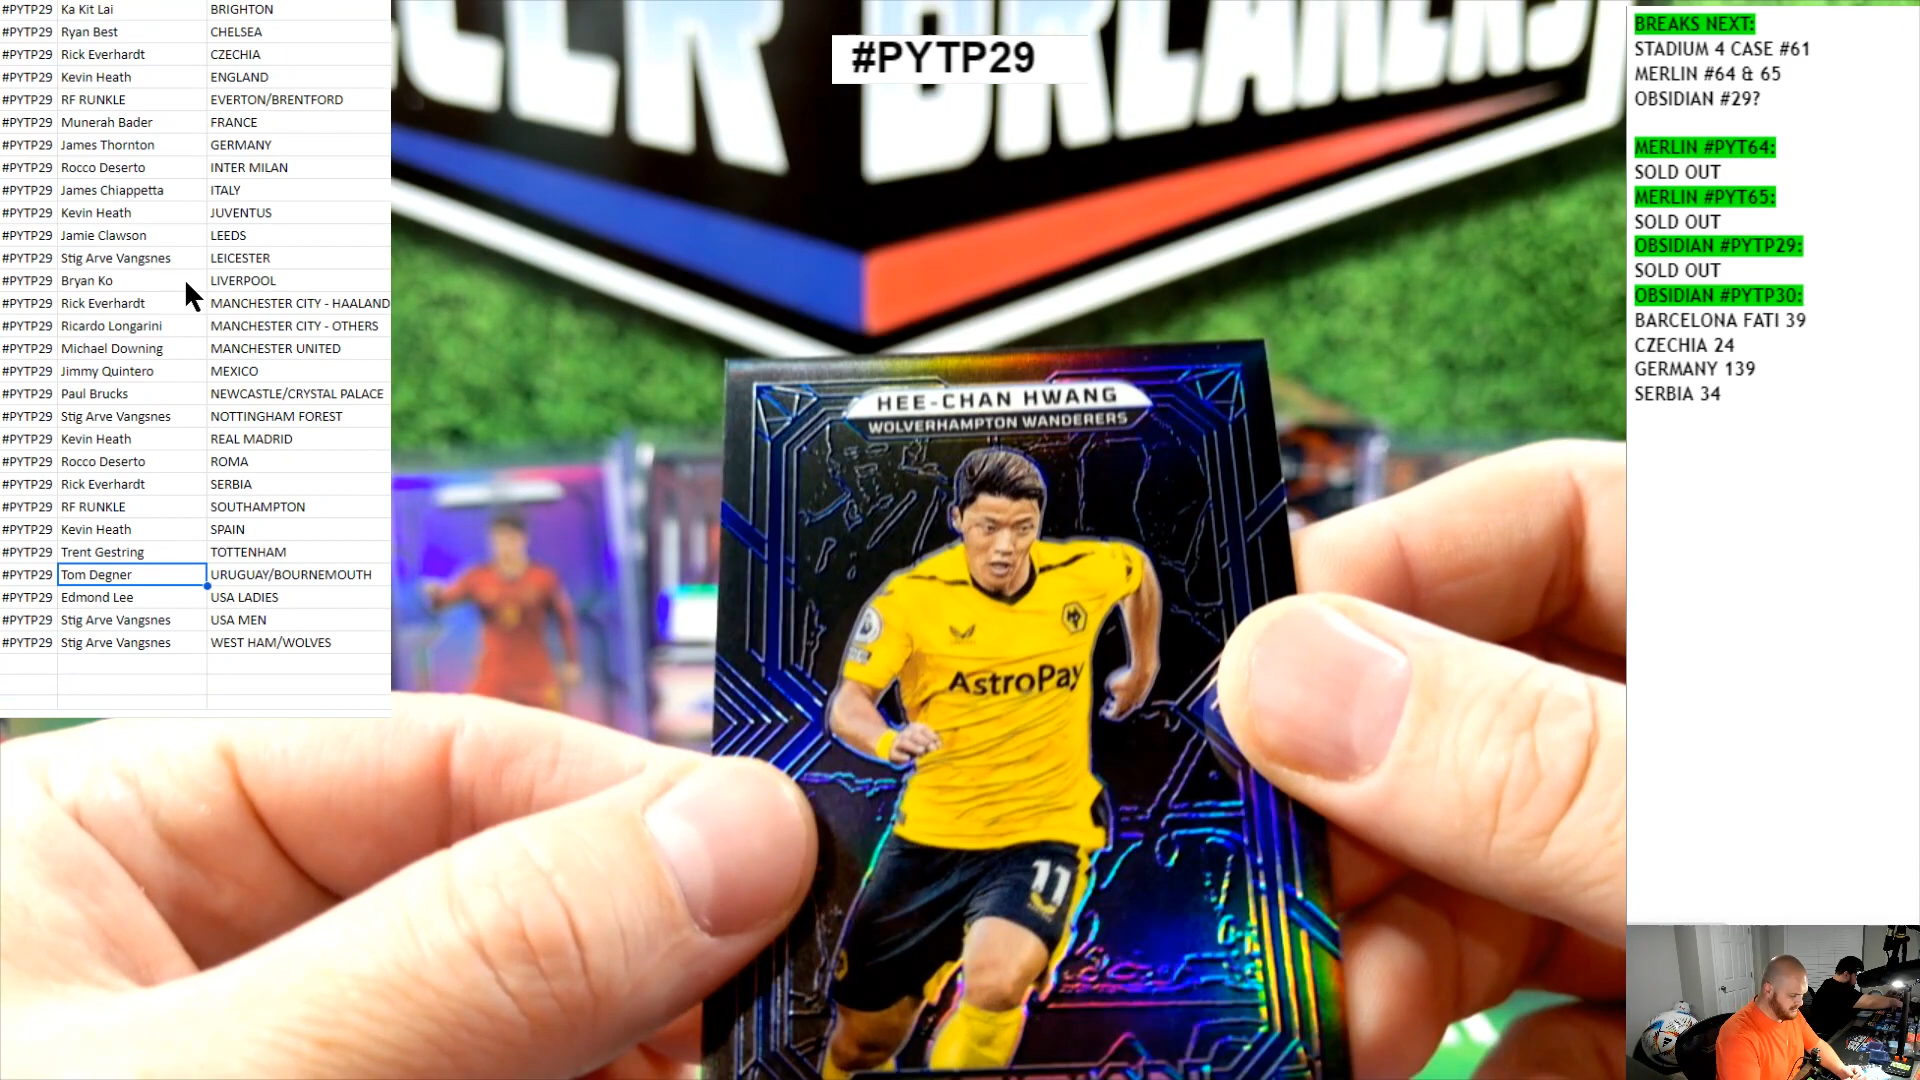 #PYTP29 Ka Kit Lai BRIGHTON
#PYTP29 Ryan Best CHELSEA
#PYTP29 Rick Everhardt CZECHIA
#PYTP29 Kevin Heath ENGLAND
#PYTP29 RF RUNKLE EVERTON/BRENTFORD
#PYTP29 Munerah Bader FRANCE
#PYTP29 James Thornton GERMANY
#PYTP29 Rocco Deserto INTER MILAN
#PYTP29 James Chiappetta ITALY
#PYTP29 Kevin Heath JUVENTUS
#PYTP29 Jamie Clawson LEEDS
#PYTP29 Stig Arve Vangsnes LEICESTER
#PYTP29 Bryan Ko LIVERPOOL
#PYTP29 Rick Everhardt MANCHESTER CITY - HAALAND
#PYTP29 Ricardo Longarini MANCHESTER CITY - OTHERS
#PYTP29 Michael Downing MANCHESTER UNITED
#PYTP29 Jimmy Quintero MEXICO
#PYTP29 Paul Brucks NEWCASTLE/CRYSTAL PALACE
#PYTP29 Stig Arve Vangsnes NOTTINGHAM FOREST
#PYTP29 Kevin Heath REAL MADRID
#PYTP29 Rocco Deserto ROMA
#PYTP29 Rick Everhardt SERBIA
#PYTP29 RF RUNKLE SOUTHAMPTON
#PYTP29 Kevin Heath SPAIN
#PYTP29 Trent Gestring TOTTENHAM
#PYTP29 Tom Degner URUGUAY/BOURNEMOUTH
#PYTP29 Edmond Lee USA LADIES
#PYTP29 Stig Arve Vangsnes USA MEN
#PYTP29 Stig Arve Vangsnes WEST HAM/WOLVES
#PYTP29
HEE-CHAN HWANG
WOLVERHAMPTON WANDERERS
AstroPay
11
BREAKS NEXT:
STADIUM 4 CASE #61
MERLIN #64 & 65
OBSIDIAN #29?
MERLIN #PYT64:
SOLD OUT
MERLIN #PYT65:
SOLD OUT
OBSIDIAN #PYTP29:
SOLD OUT
OBSIDIAN #PYTP30:
BARCELONA FATI 39
CZECHIA 24
GERMANY 139
SERBIA 34